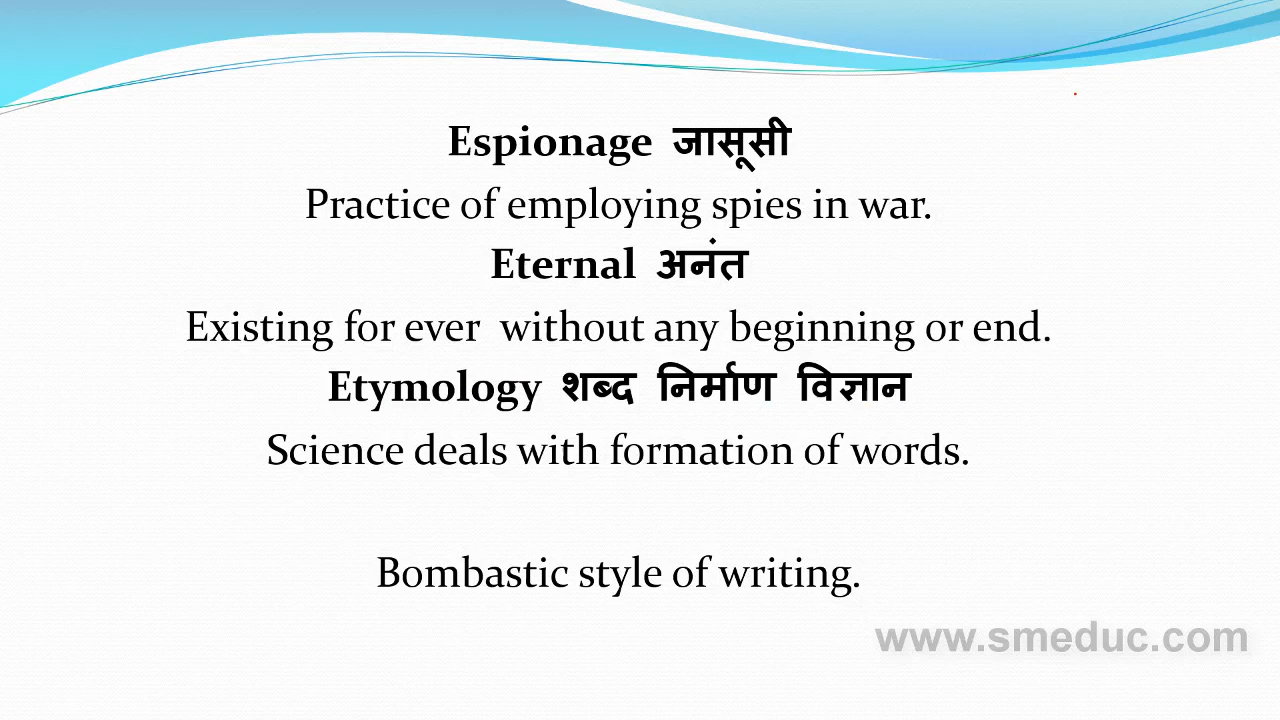 Espionage जासूसी
Practice of employing spies in war.
Eternal अनंत
Existing for ever  without any beginning or end.
Etymology शब्द निर्माण विज्ञान
Science deals with formation of words.
Bombastic style of writing.
www.smeduc.com